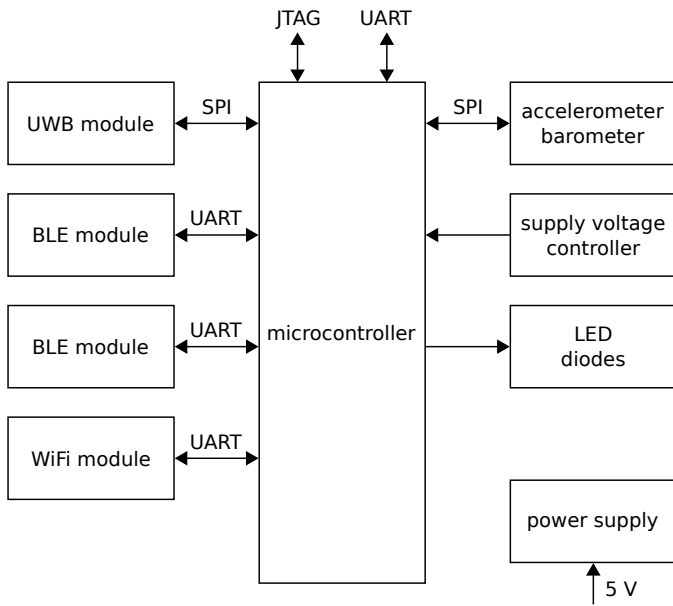 JTAG UART
UWB module
SPI
SPI
accelerometer
barometer
BLE module
UART
supply voltage
controller
BLE module
UART
microcontroller
LED
diodes
WiFi module
UART
power supply
5 V